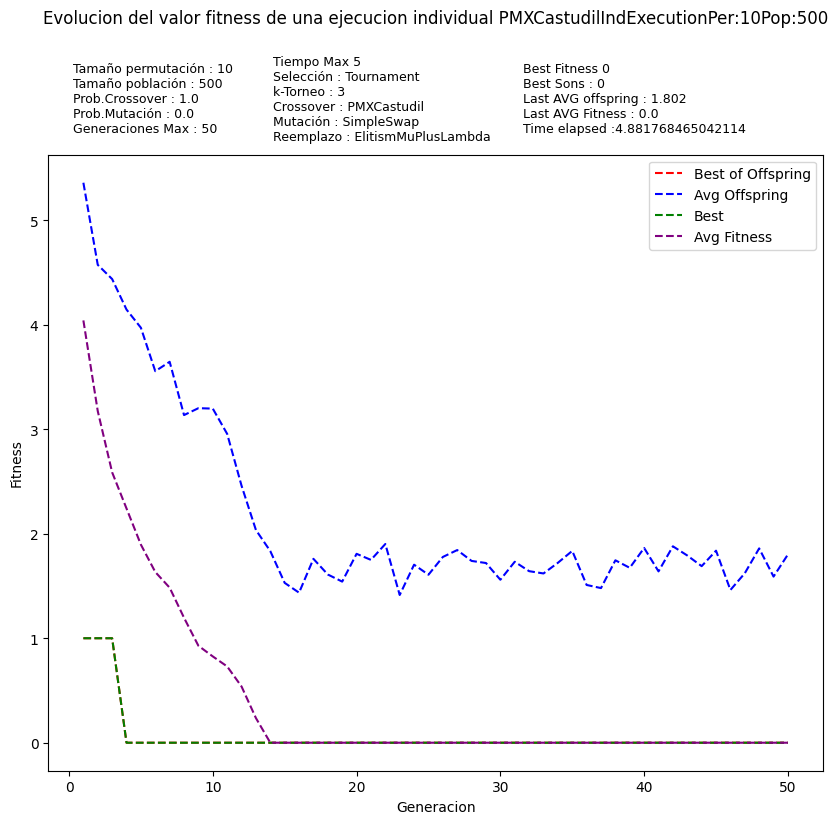 Evolucion del valor fitness de una ejecucion individual PMXCastudilIndExecutionPer:10Pop:500
Tamaño permutación : 10
Tamaño población : 500
Prob.Crossover : 1.0
Prob.Mutación : 0.0
Generaciones Max : 50
Tiempo Max 5
Selección : Tournament
k-Torneo : 3
Crossover : PMXCastudil
Mutación : SimpleSwap
Reemplazo : ElitismMuPlusLambda
Best Fitness 0
Best Sons : 0
Last AVG offspring : 1.802
Last AVG Fitness : 0.0
Time elapsed :4.881768465042114
Best of Offspring
Avg Offspring
Best
Avg Fitness
Fitness
5
4
3
2
1
0
0 10 20 30 40 50
Generacion